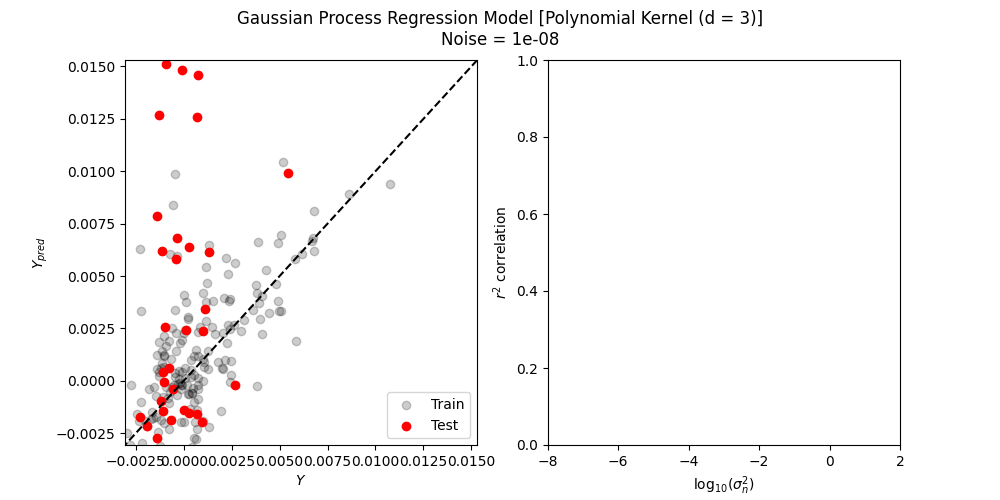 Gaussian Process Regression Model [Polynomial Kernel (d = 3)]
Noise = 1e-08
0.0150
0.0125
0.0100
0.0075
0.0050
0.0025
0.0000
−0.0025
Y_pred
Train
Test
−0.0025 0.0000 0.0025 0.0050 0.0075 0.0100 0.0125 0.0150
Y
1.0
0.8
0.6
0.4
0.2
0.0
r² correlation
−8 −6 −4 −2 0 2
log₁₀(σₙ²)